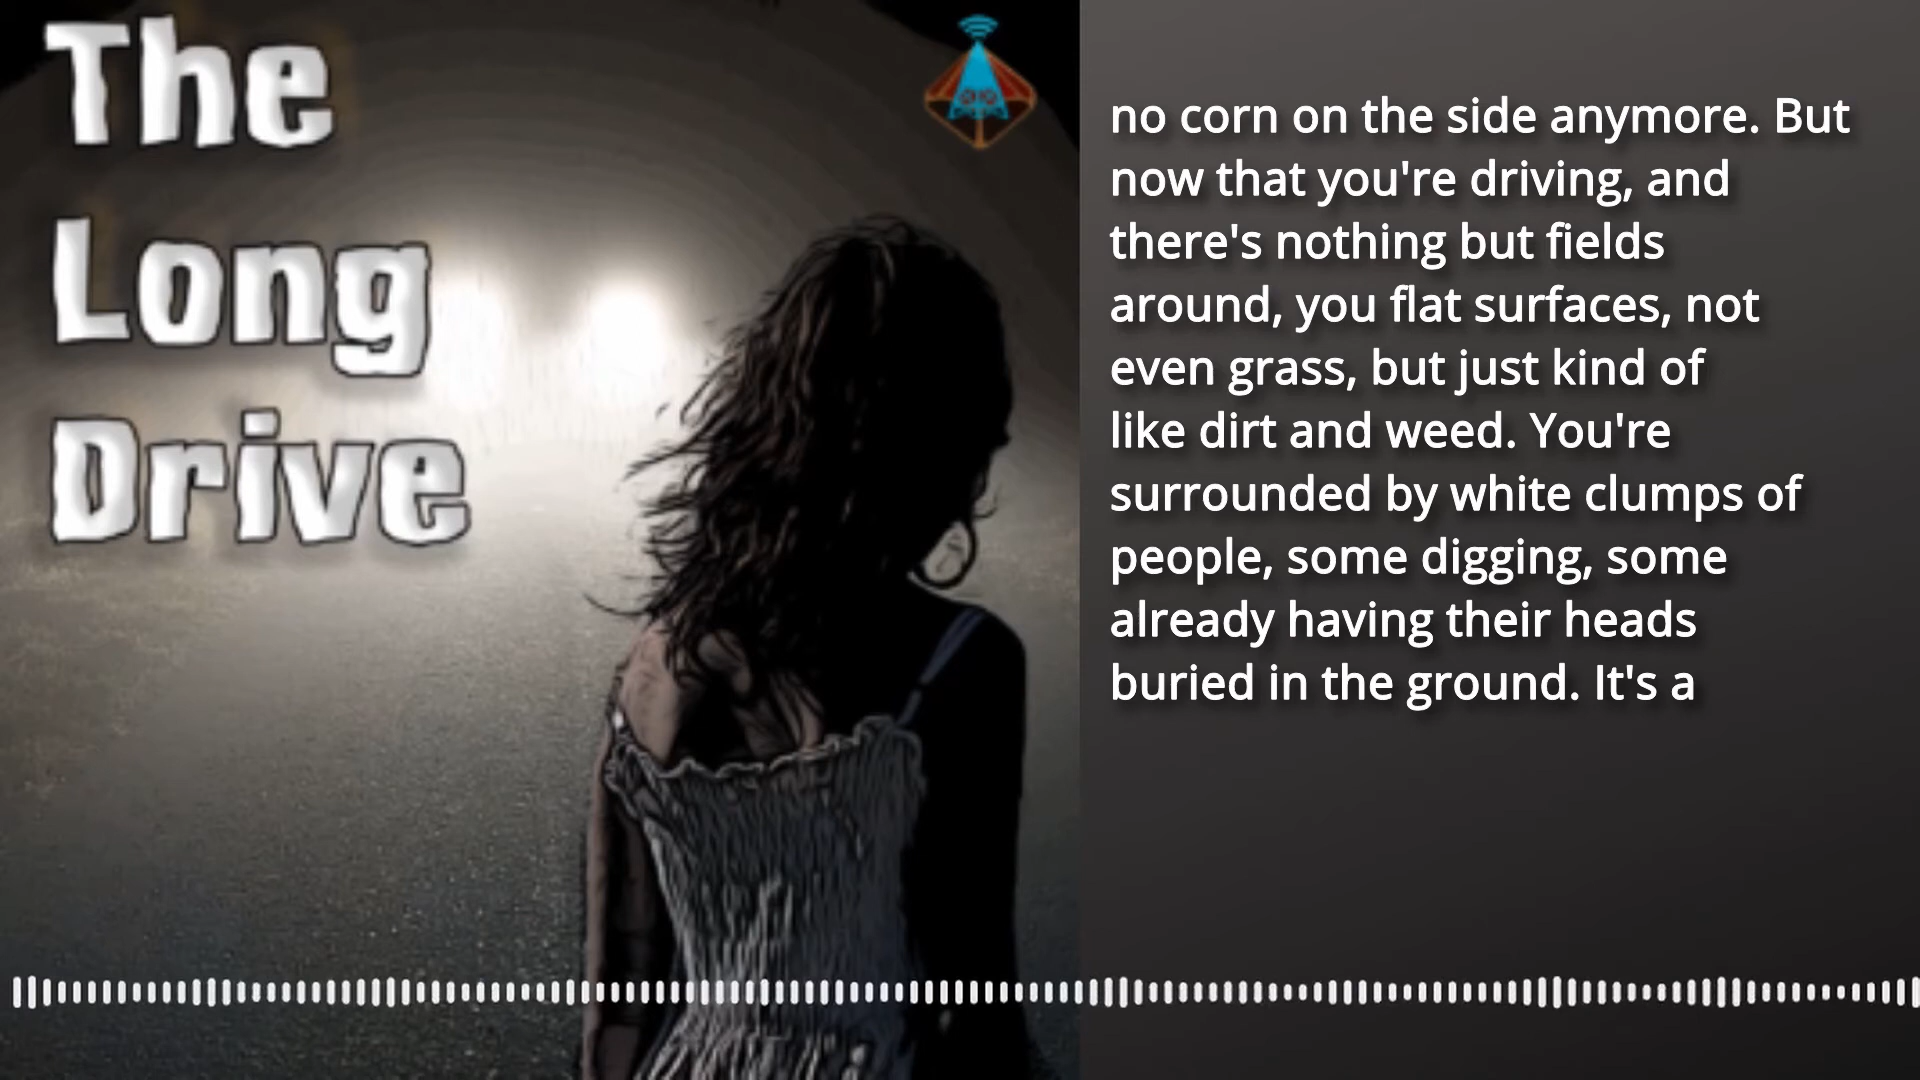 The
Long
Drive
no corn on the side anymore. But
now that you're driving, and
there's nothing but fields
around, you flat surfaces, not
even grass, but just kind of
like dirt and weed. You're
surrounded by white clumps of
people, some digging, some
already having their heads
buried in the ground. It's a